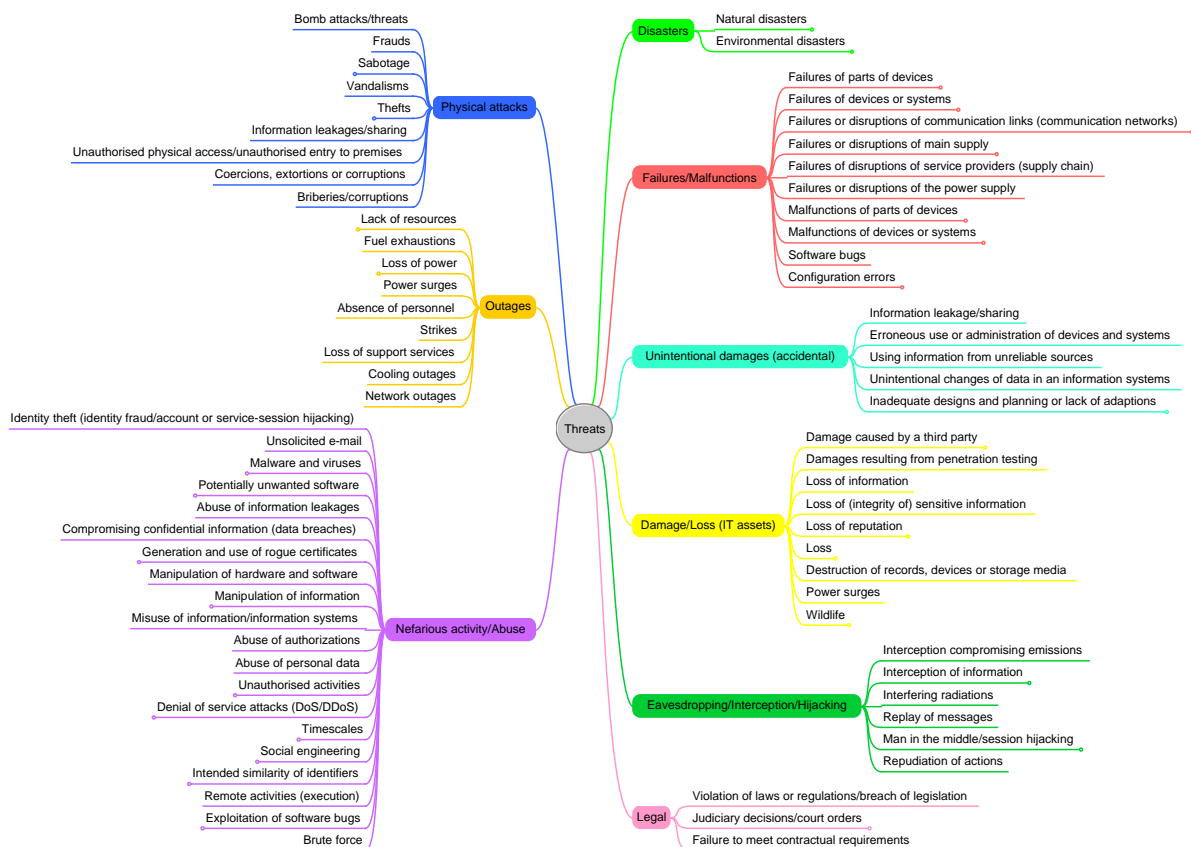 Threats
Physical attacks
Bomb attacks/threats
Frauds
Sabotage
Vandalisms
Thefts
Information leakages/sharing
Unauthorised physical access/unauthorised entry to premises
Coercions, extortions or corruptions
Briberies/corruptions
Outages
Lack of resources
Fuel exhaustions
Loss of power
Power surges
Absence of personnel
Strikes
Loss of support services
Cooling outages
Network outages
Nefarious activity/Abuse
Identity theft (identity fraud/account or service-session hijacking)
Unsolicited e-mail
Malware and viruses
Potentially unwanted software
Abuse of information leakages
Compromising confidential information (data breaches)
Generation and use of rogue certificates
Manipulation of hardware and software
Manipulation of information
Misuse of information/information systems
Abuse of authorizations
Abuse of personal data
Unauthorised activities
Denial of service attacks (DoS/DDoS)
Timescales
Social engineering
Intended similarity of identifiers
Remote activities (execution)
Exploitation of software bugs
Brute force
Disasters
Natural disasters
Environmental disasters
Failures/Malfunctions
Failures of parts of devices
Failures of devices or systems
Failures or disruptions of communication links (communication networks)
Failures or disruptions of main supply
Failures of disruptions of service providers (supply chain)
Failures or disruptions of the power supply
Malfunctions of parts of devices
Malfunctions of devices or systems
Software bugs
Configuration errors
Unintentional damages (accidental)
Information leakage/sharing
Erroneous use or administration of devices and systems
Using information from unreliable sources
Unintentional changes of data in an information systems
Inadequate designs and planning or lack of adaptions
Damage/Loss (IT assets)
Damage caused by a third party
Damages resulting from penetration testing
Loss of information
Loss of (integrity of) sensitive information
Loss of reputation
Loss
Destruction of records, devices or storage media
Power surges
Wildlife
Eavesdropping/Interception/Hijacking
Interception compromising emissions
Interception of information
Interfering radiations
Replay of messages
Man in the middle/session hijacking
Repudiation of actions
Legal
Violation of laws or regulations/breach of legislation
Judiciary decisions/court orders
Failure to meet contractual requirements